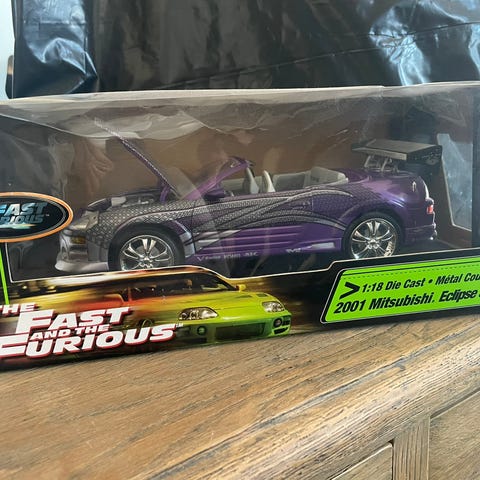 FAST
FURIOUS
THE
FAST
AND THE
FURIOUS"
> 1:18 Die Cast • Métal Cou
2001 Mitsubishi. Eclipse